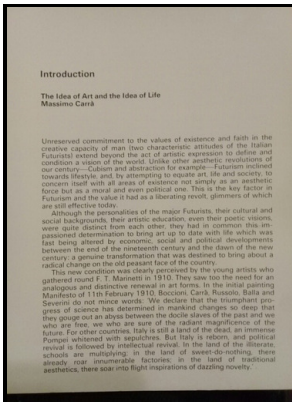 Introduction
The Idea of Art and the Idea of Life
Massimo Carrà
Unreserved commitment to the values of existence and faith in the
creative capacity of man (two characteristic attitudes of the Italian
Futurists) extend beyond the act of artistic expression to define and
condition a vision of the world. Unlike other aesthetic revolutions of
our century—Cubism and abstraction for example—Futurism inclined
towards lifestyle, and, by attempting to equate art, life and society, to
concern itself with all areas of existence not simply as an aesthetic
force but as a moral and even political one. This is the key factor in
Futurism and the value it had as a liberating revolt, glimmers of which
are still effective today.
Although the personalities of the major Futurists, their cultural and
social backgrounds, their artistic education, even their poetic visions,
were quite distinct from each other, they had in common this im-
passioned determination to bring art up to date with life which was
fast being altered by economic, social and political developments
between the end of the nineteenth century and the dawn of the new
century: a genuine transformation that was destined to bring about a
radical change on the old peasant face of the country.
This new condition was clearly perceived by the young artists who
gathered round F. T. Marinetti in 1910. They saw too the need for an
analogous and distinctive renewal in art forms. In the initial painting
Manifesto of 11th February 1910, Boccioni, Carrà, Russolo, Balla and
Severini do not mince words: 'We declare that the triumphant pro-
gress of science has determined in mankind changes so deep that
they gouge out an abyss between the docile slaves of the past and we
who are free, we who are sure of the radiant magnificence of the
future. For other countries, Italy is still a land of the dead, an immense
Pompei whitened with sepulchres. But Italy is reborn, and political
revival is followed by intellectual revival. In the land of the illiterate,
schools are multiplying; in the land of sweet-do-nothing, there
already roar innumerable factories; in the land of traditional
aesthetics, there soar into flight inspirations of dazzling novelty.'